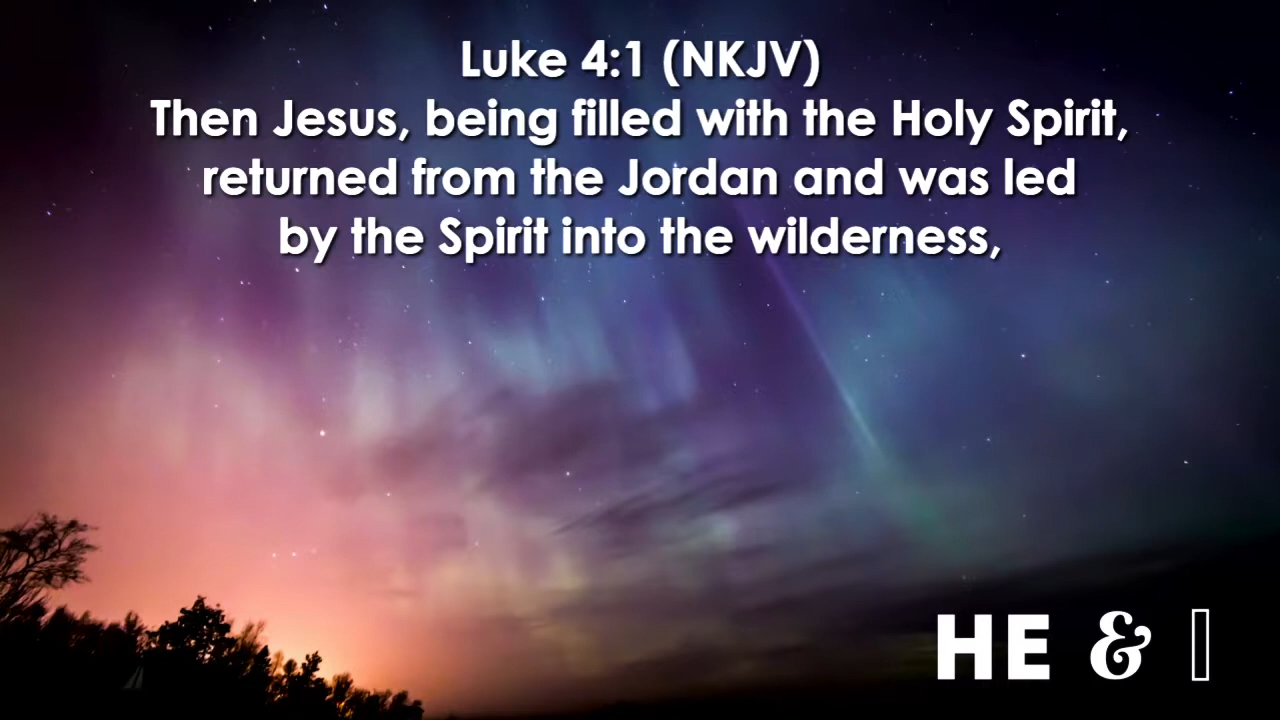 Luke 4:1 (NKJV)
Then Jesus, being filled with the Holy Spirit,
returned from the Jordan and was led
by the Spirit into the wilderness,
HE & I